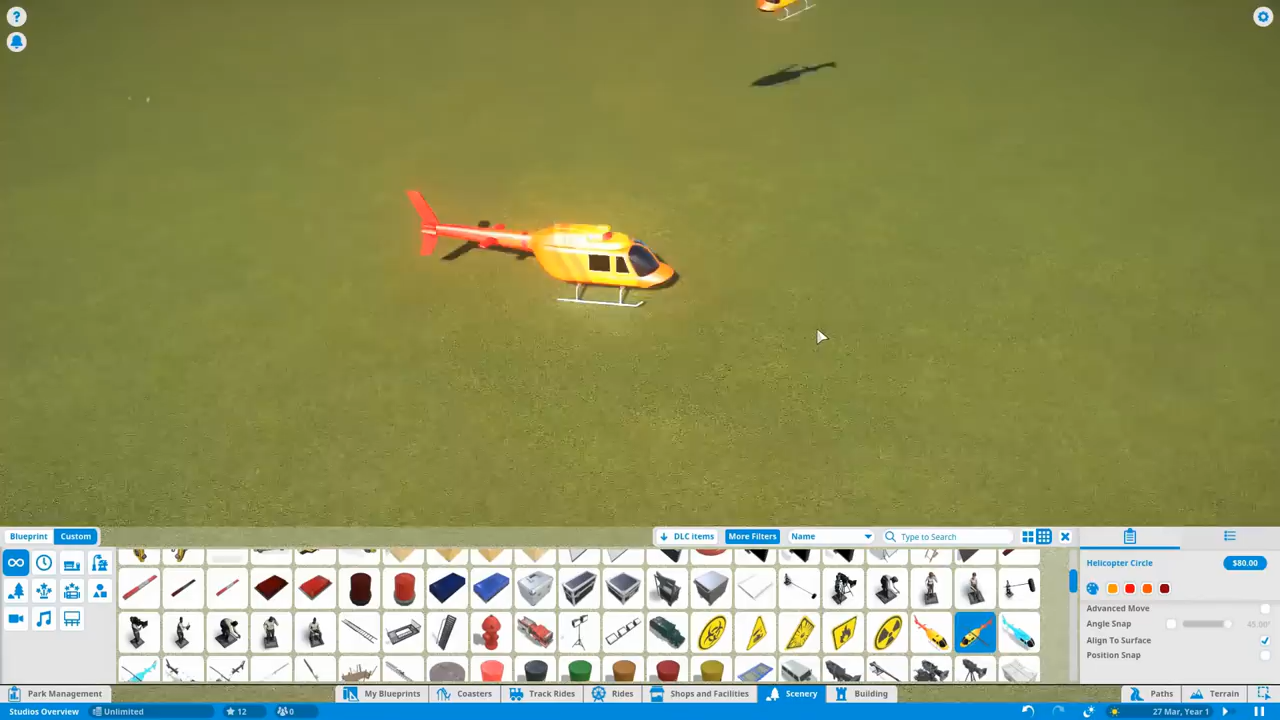 ?
Blueprint Custom DLC items More Filters Name Type to Search
Helicopter Circle $80.00
Advanced Move
Angle Snap 45.00°
Align To Surface
Position Snap
Park Management My Blueprints Coasters Track Rides Rides Shops and Facilities Scenery Building Paths Terrain
Studios Overview Unlimited 12 0 27 Mar, Year 1